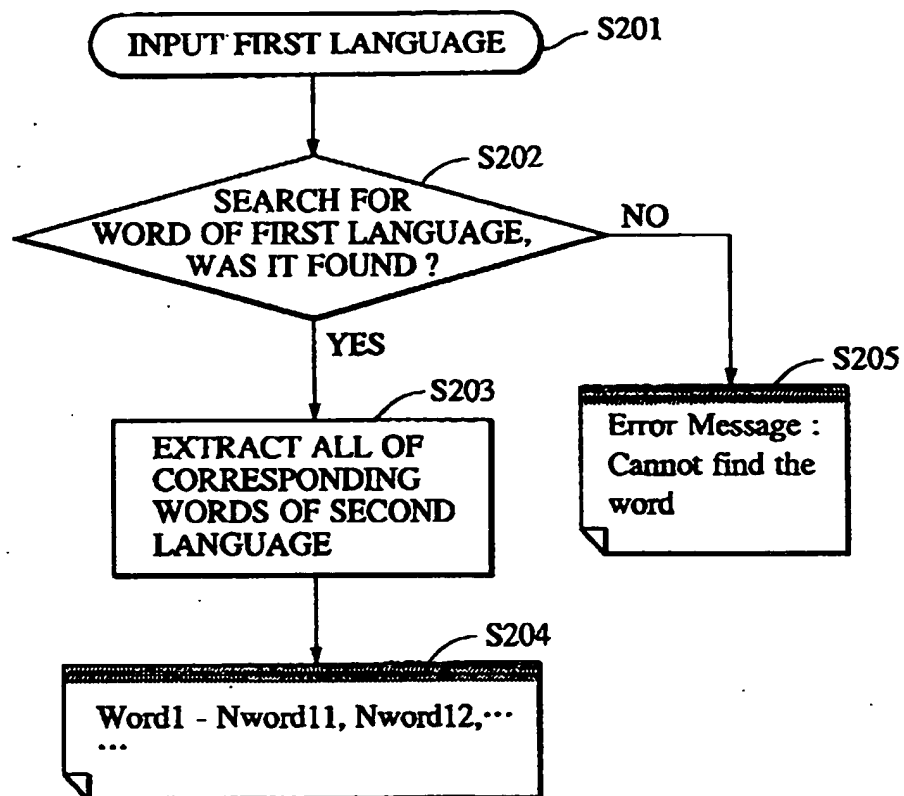 INPUT FIRST LANGUAGE
S201
S202
SEARCH FOR
WORD OF FIRST LANGUAGE,
WAS IT FOUND ?
NO
YES
S205
Error Message :
Cannot find the
word
S203
EXTRACT ALL OF
CORRESPONDING
WORDS OF SECOND
LANGUAGE
S204
Word1 - Nword11, Nword12,···
···